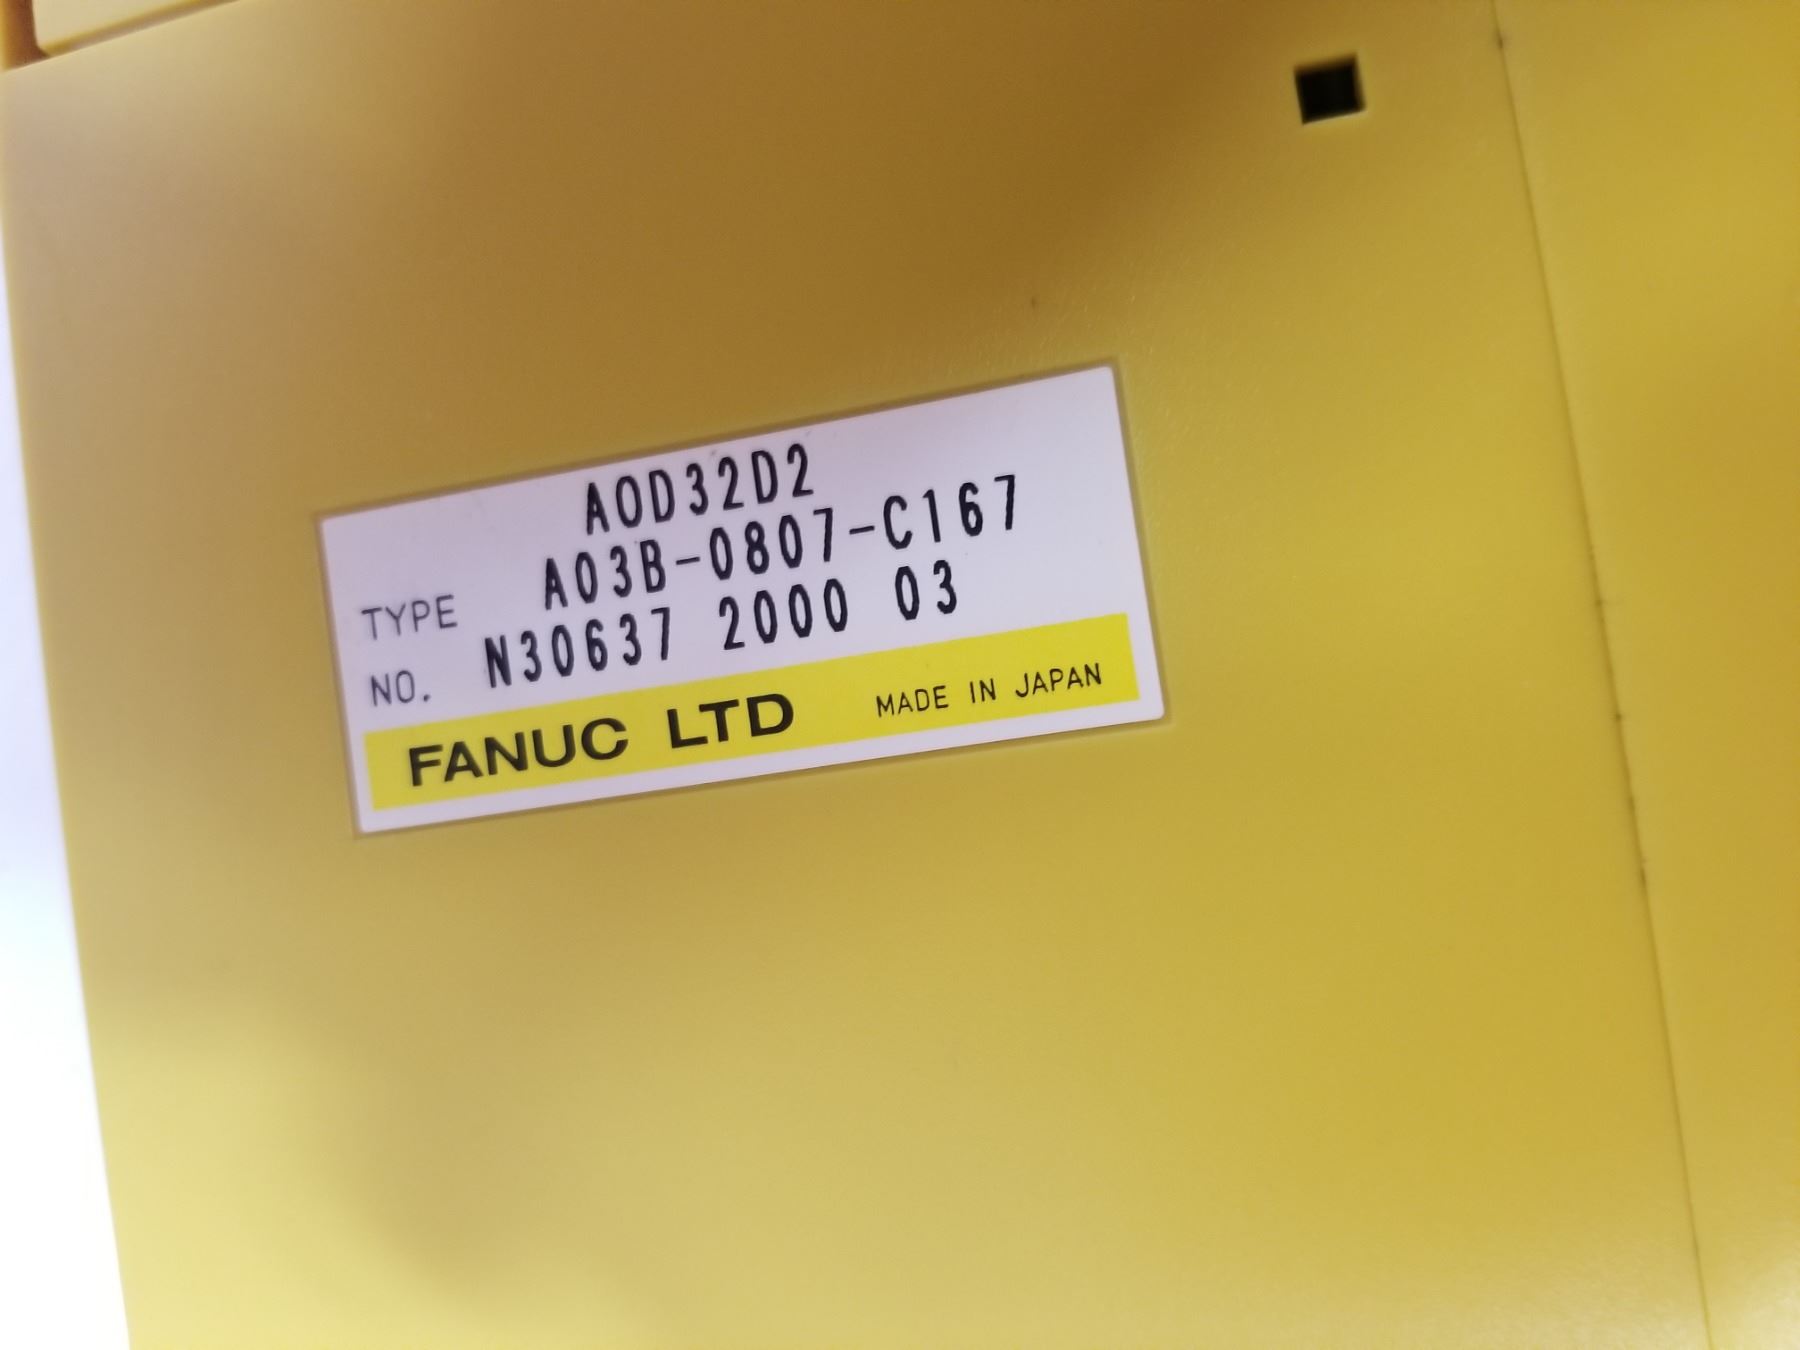 AOD32D2
TYPE A03B-0807-C167
NO. N30637 2000 03
FANUC LTD MADE IN JAPAN